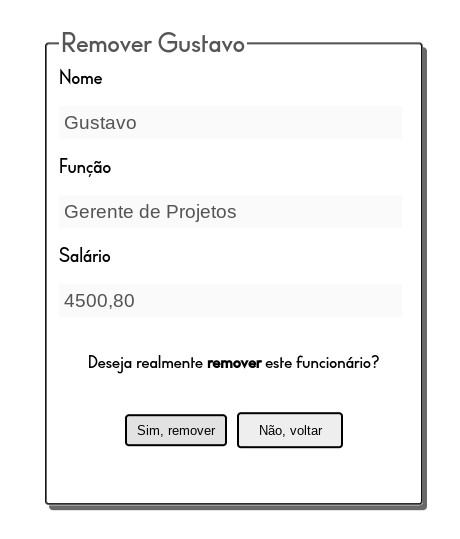 Remover Gustavo
Nome
Gustavo
Função
Gerente de Projetos
Salário
4500,80
Deseja realmente remover este funcionário?
Sim, remover
Não, voltar